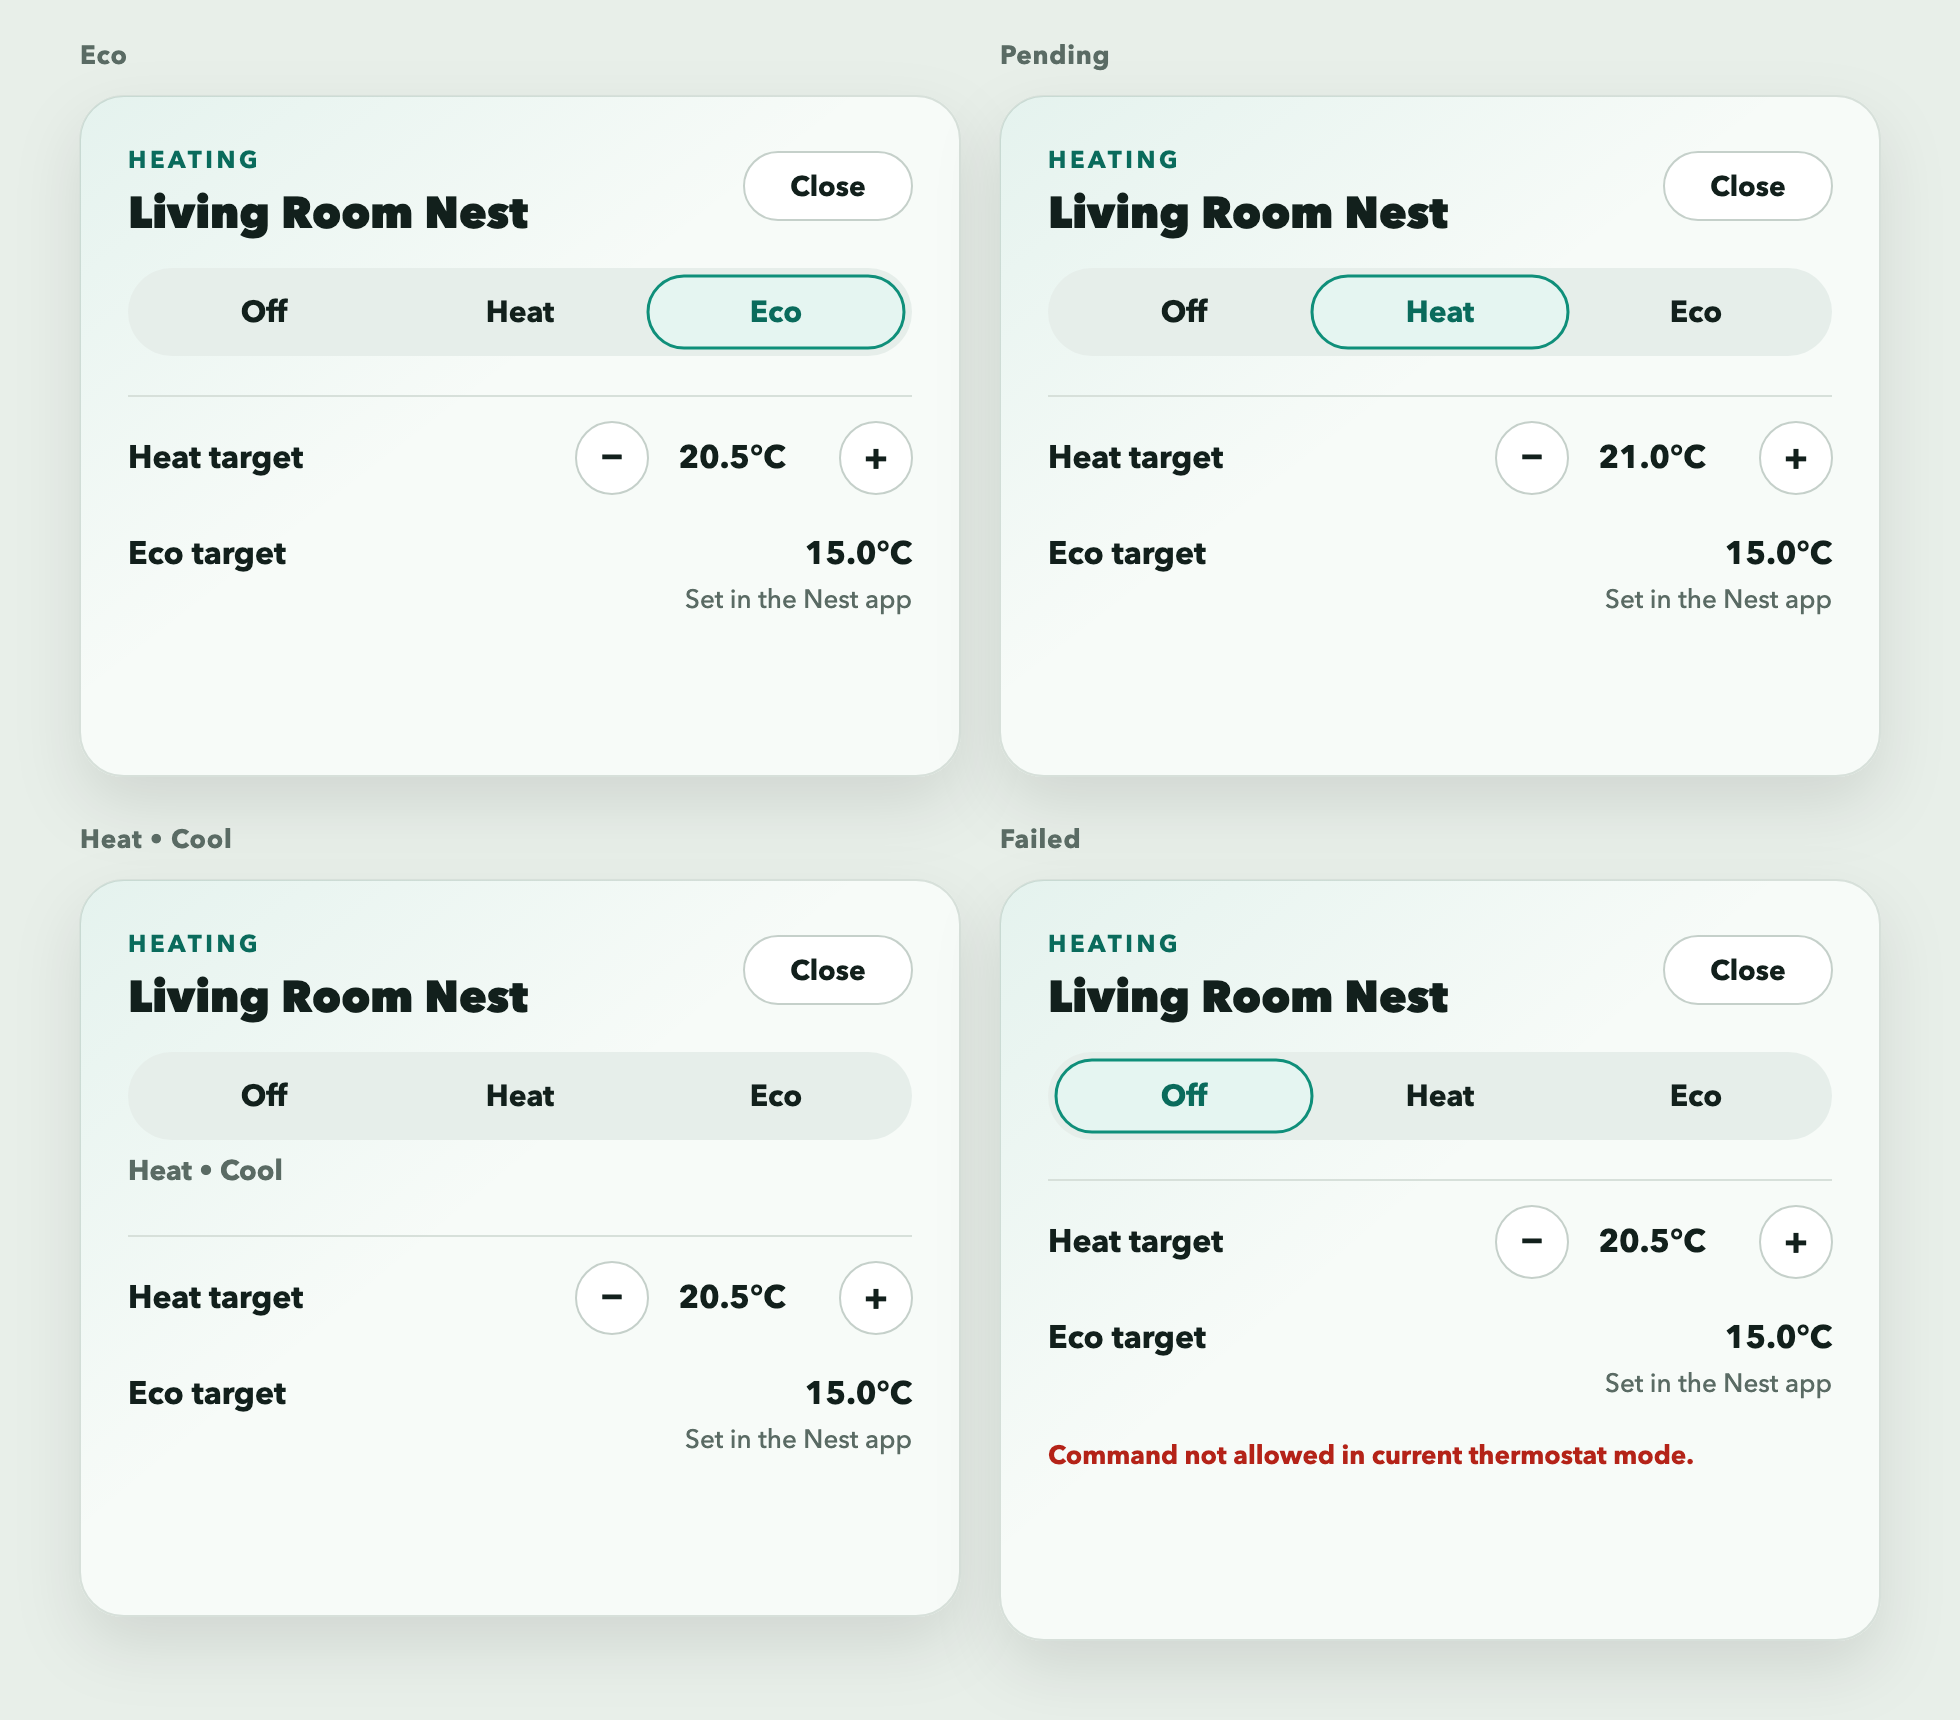 Eco
HEATING
Living Room Nest
Close
Off Heat Eco
Heat target − 20.5°C +
Eco target 15.0°C
Set in the Nest app
Pending
HEATING
Living Room Nest
Close
Off Heat Eco
Heat target − 21.0°C +
Eco target 15.0°C
Set in the Nest app
Heat • Cool
HEATING
Living Room Nest
Close
Off Heat Eco
Heat • Cool
Heat target − 20.5°C +
Eco target 15.0°C
Set in the Nest app
Failed
HEATING
Living Room Nest
Close
Off Heat Eco
Heat target − 20.5°C +
Eco target 15.0°C
Set in the Nest app
Command not allowed in current thermostat mode.